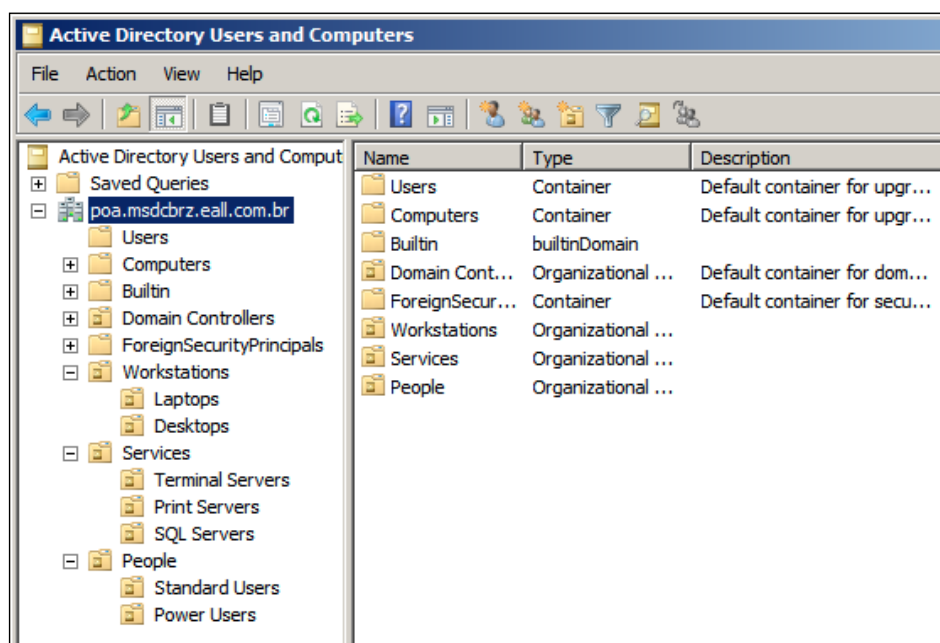 Active Directory Users and Computers
File Action View Help
Active Directory Users and Comput
Saved Queries
poa.msdcbrz.eall.com.br
Users
Computers
Builtin
Domain Controllers
ForeignSecurityPrincipals
Workstations
Laptops
Desktops
Services
Terminal Servers
Print Servers
SQL Servers
People
Standard Users
Power Users
Name Type Description
Users Container Default container for upgr...
Computers Container Default container for upgr...
Builtin builtinDomain
Domain Cont... Organizational ... Default container for dom...
ForeignSecur... Container Default container for secu...
Workstations Organizational ...
Services Organizational ...
People Organizational ...